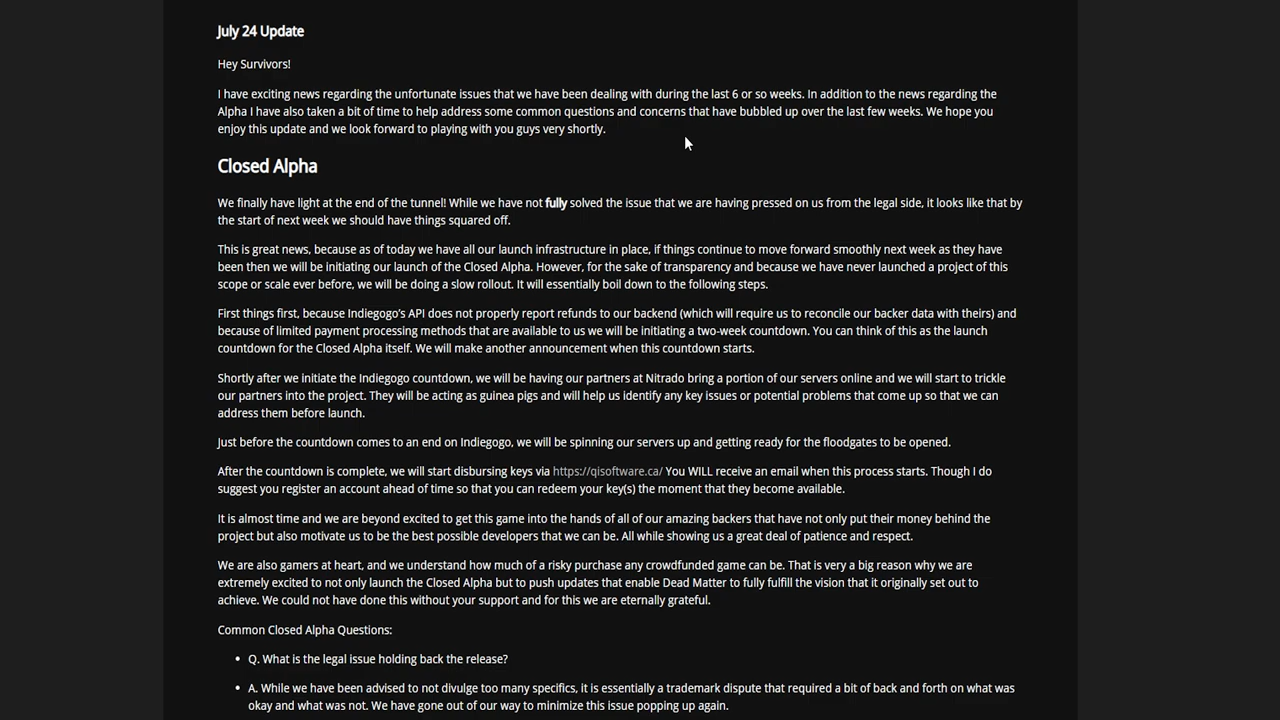 July 24 Update
Hey Survivors!
I have exciting news regarding the unfortunate issues that we have been dealing with during the last 6 or so weeks. In addition to the news regarding the
Alpha I have also taken a bit of time to help address some common questions and concerns that have bubbled up over the last few weeks. We hope you
enjoy this update and we look forward to playing with you guys very shortly.
Closed Alpha
We finally have light at the end of the tunnel! While we have not fully solved the issue that we are having pressed on us from the legal side, it looks like that by
the start of next week we should have things squared off.
This is great news, because as of today we have all our launch infrastructure in place, if things continue to move forward smoothly next week as they have
been then we will be initiating our launch of the Closed Alpha. However, for the sake of transparency and because we have never launched a project of this
scope or scale ever before, we will be doing a slow rollout. It will essentially boil down to the following steps.
First things first, because Indiegogo's API does not properly report refunds to our backend (which will require us to reconcile our backer data with theirs) and
because of limited payment processing methods that are available to us we will be initiating a two-week countdown. You can think of this as the launch
countdown for the Closed Alpha itself. We will make another announcement when this countdown starts.
Shortly after we initiate the Indiegogo countdown, we will be having our partners at Nitrado bring a portion of our servers online and we will start to trickle
our partners into the project. They will be acting as guinea pigs and will help us identify any key issues or potential problems that come up so that we can
address them before launch.
Just before the countdown comes to an end on Indiegogo, we will be spinning our servers up and getting ready for the floodgates to be opened.
After the countdown is complete, we will start disbursing keys via https://qisoftware.ca/ You WILL receive an email when this process starts. Though I do
suggest you register an account ahead of time so that you can redeem your key(s) the moment that they become available.
It is almost time and we are beyond excited to get this game into the hands of all of our amazing backers that have not only put their money behind the
project but also motivate us to be the best possible developers that we can be. All while showing us a great deal of patience and respect.
We are also gamers at heart, and we understand how much of a risky purchase any crowdfunded game can be. That is very a big reason why we are
extremely excited to not only launch the Closed Alpha but to push updates that enable Dead Matter to fully fulfill the vision that it originally set out to
achieve. We could not have done this without your support and for this we are eternally grateful.
Common Closed Alpha Questions:
• Q. What is the legal issue holding back the release?
• A. While we have been advised to not divulge too many specifics, it is essentially a trademark dispute that required a bit of back and forth on what was
okay and what was not. We have gone out of our way to minimize this issue popping up again.